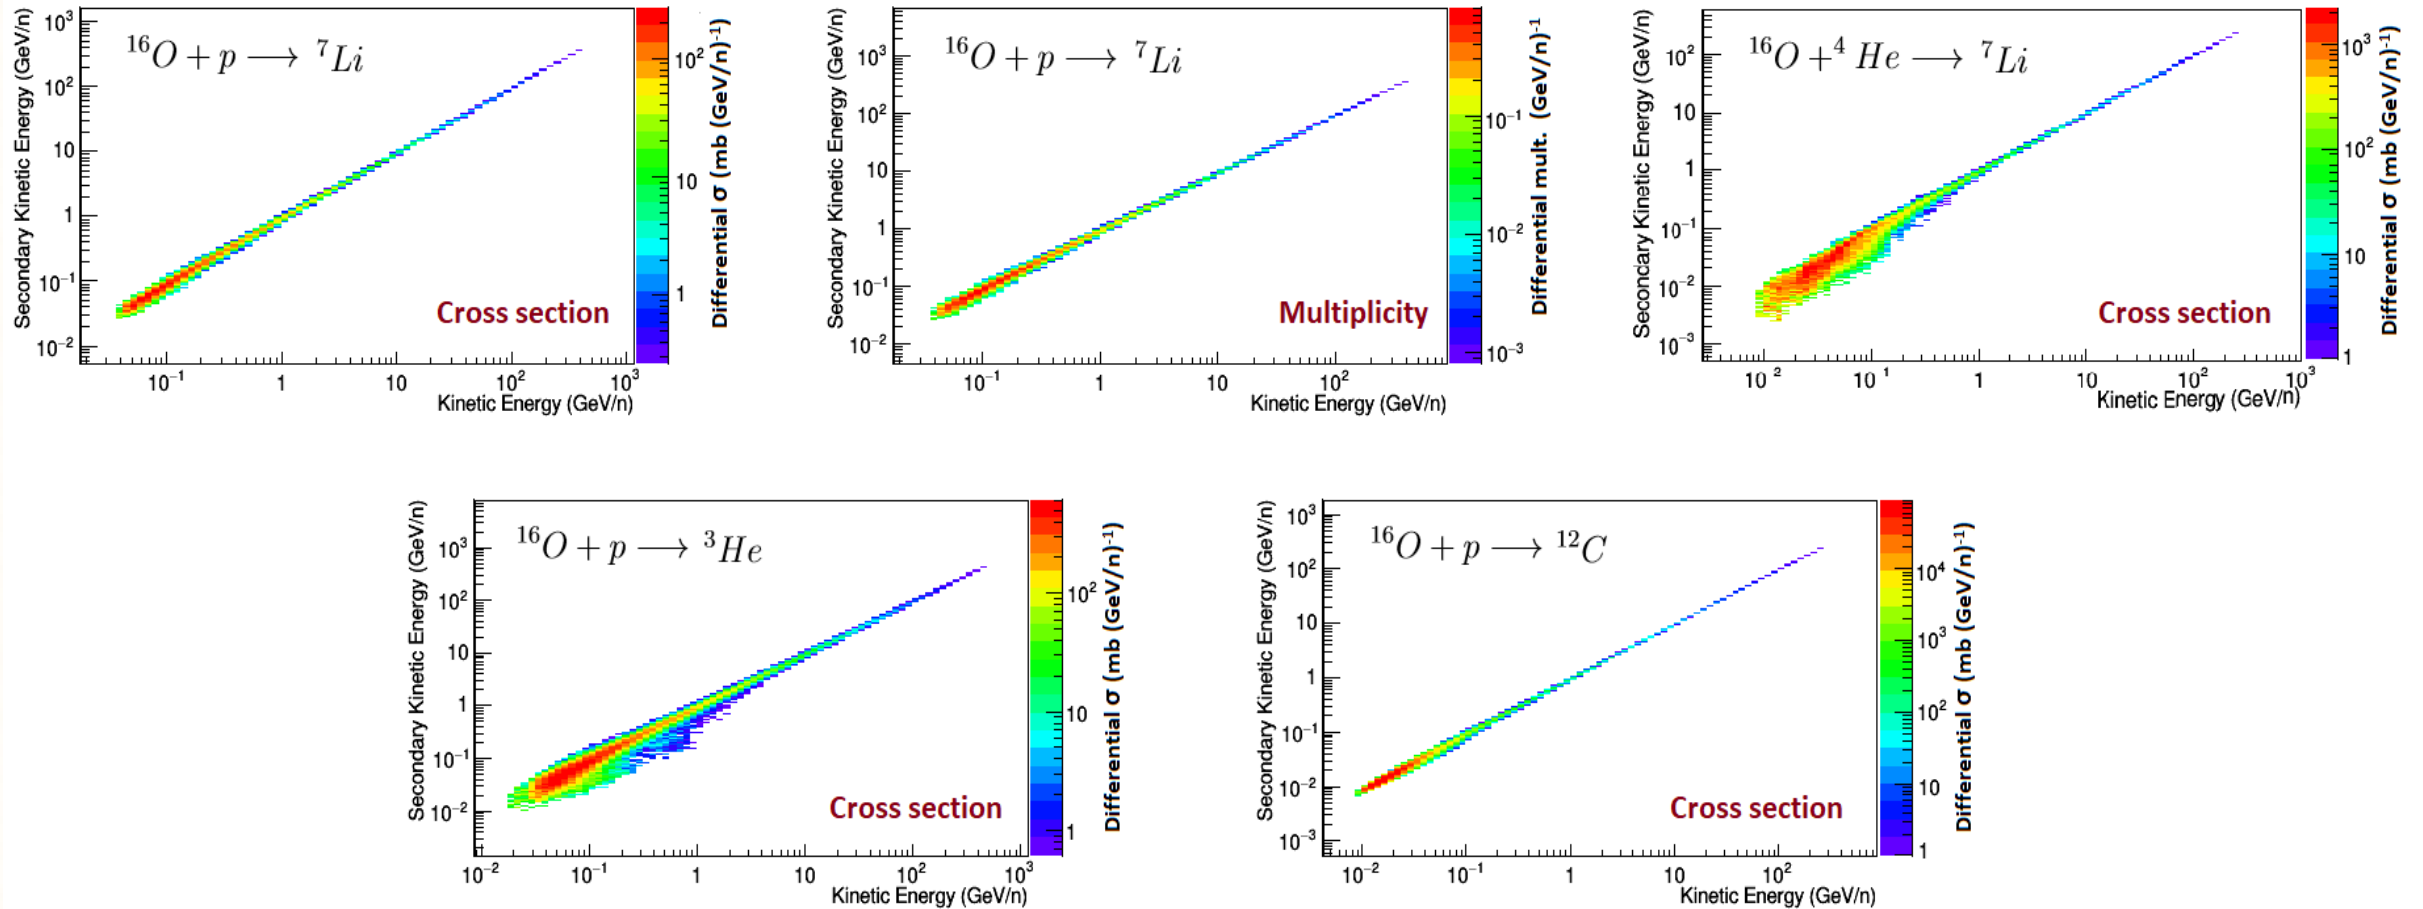 Secondary Kinetic Energy (GeV/n)
10³
10²
10
1
10⁻¹
10⁻²
¹⁶O + p ⟶ ⁷Li
Cross section
10⁻¹ 1 10 10² 10³
Kinetic Energy (GeV/n)
10²
10
1
Differential σ (mb (GeV/n)⁻¹)
Secondary Kinetic Energy (GeV/n)
10³
10²
10
1
10⁻¹
10⁻²
¹⁶O + p ⟶ ⁷Li
Multiplicity
10⁻¹ 1 10 10²
Kinetic Energy (GeV/n)
10⁻¹
10⁻²
10⁻³
Differential mult. (GeV/n)⁻¹
Secondary Kinetic Energy (GeV/n)
10²
10
1
10⁻¹
10⁻²
10⁻³
¹⁶O +⁴ He ⟶ ⁷Li
Cross section
10⁻² 10⁻¹ 1 10 10² 10³
Kinetic Energy (GeV/n)
10³
10²
10
1
Differential σ (mb (GeV/n)⁻¹)
Secondary Kinetic Energy (GeV/n)
10³
10²
10
1
10⁻¹
10⁻²
¹⁶O + p ⟶ ³He
Cross section
10⁻² 10⁻¹ 1 10 10² 10³
Kinetic Energy (GeV/n)
10²
10
1
Differential σ (mb (GeV/n)⁻¹)
Secondary Kinetic Energy (GeV/n)
10³
10²
10
1
10⁻¹
10⁻²
10⁻³
¹⁶O + p ⟶ ¹²C
Cross section
10⁻² 10⁻¹ 1 10 10²
Kinetic Energy (GeV/n)
10⁴
10³
10²
10
1
Differential σ (mb (GeV/n)⁻¹)